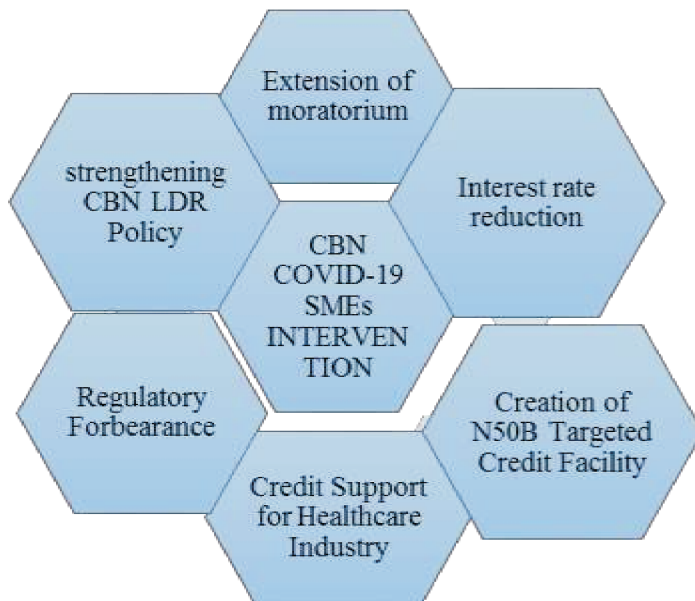 Extension of
moratorium
strengthening
CBN LDR
Policy
Interest rate
reduction
CBN
COVID-19
SMEs
INTERVEN
TION
Regulatory
Forbearance
Creation of
N50B Targeted
Credit Facility
Credit Support
for Healthcare
Industry